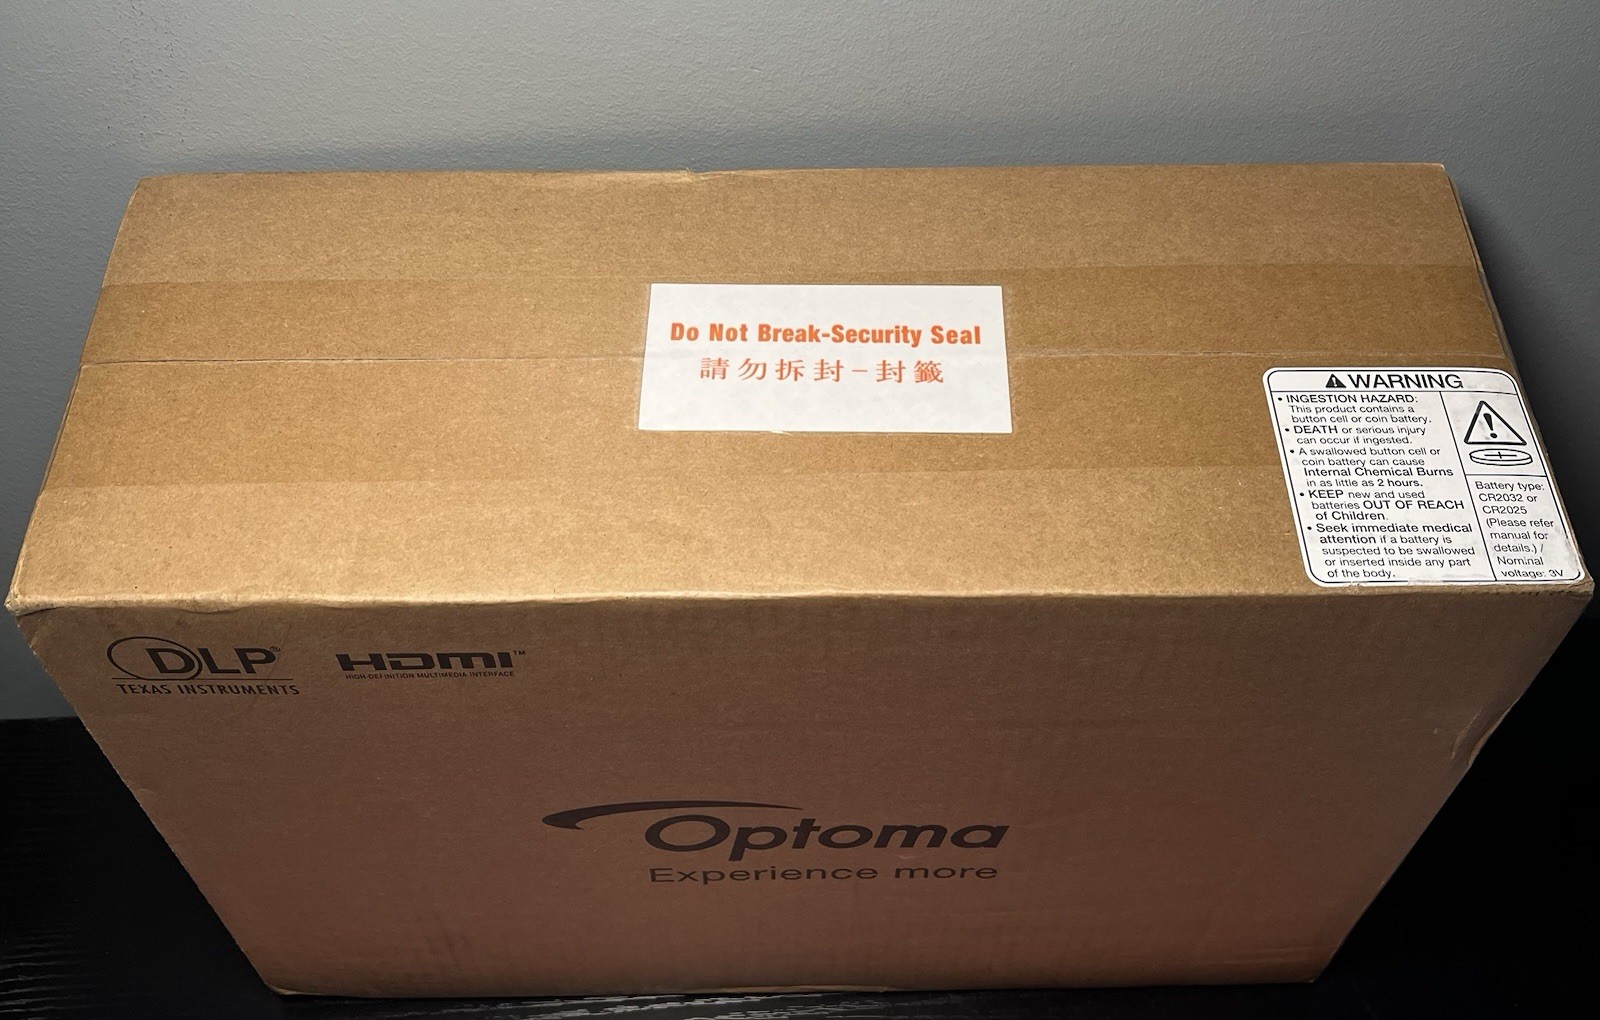 Do Not Break-Security Seal
請勿拆封-封籤
WARNING
• INGESTION HAZARD:
This product contains a
button cell or coin battery.
• DEATH or serious injury
can occur if ingested.
• A swallowed button cell or
coin battery can cause
Internal Chemical Burns
in as little as 2 hours.
• KEEP new and used
batteries OUT OF REACH
of Children.
• Seek immediate medical
attention if a battery is
suspected to be swallowed
or inserted inside any part
of the body.
Battery type:
CR2032 or
CR2025
(Please refer
manual for
details.) /
Nominal
voltage: 3V
DLP®
TEXAS INSTRUMENTS
HDMI™
HIGH-DEFINITION MULTIMEDIA INTERFACE
Optoma
Experience more